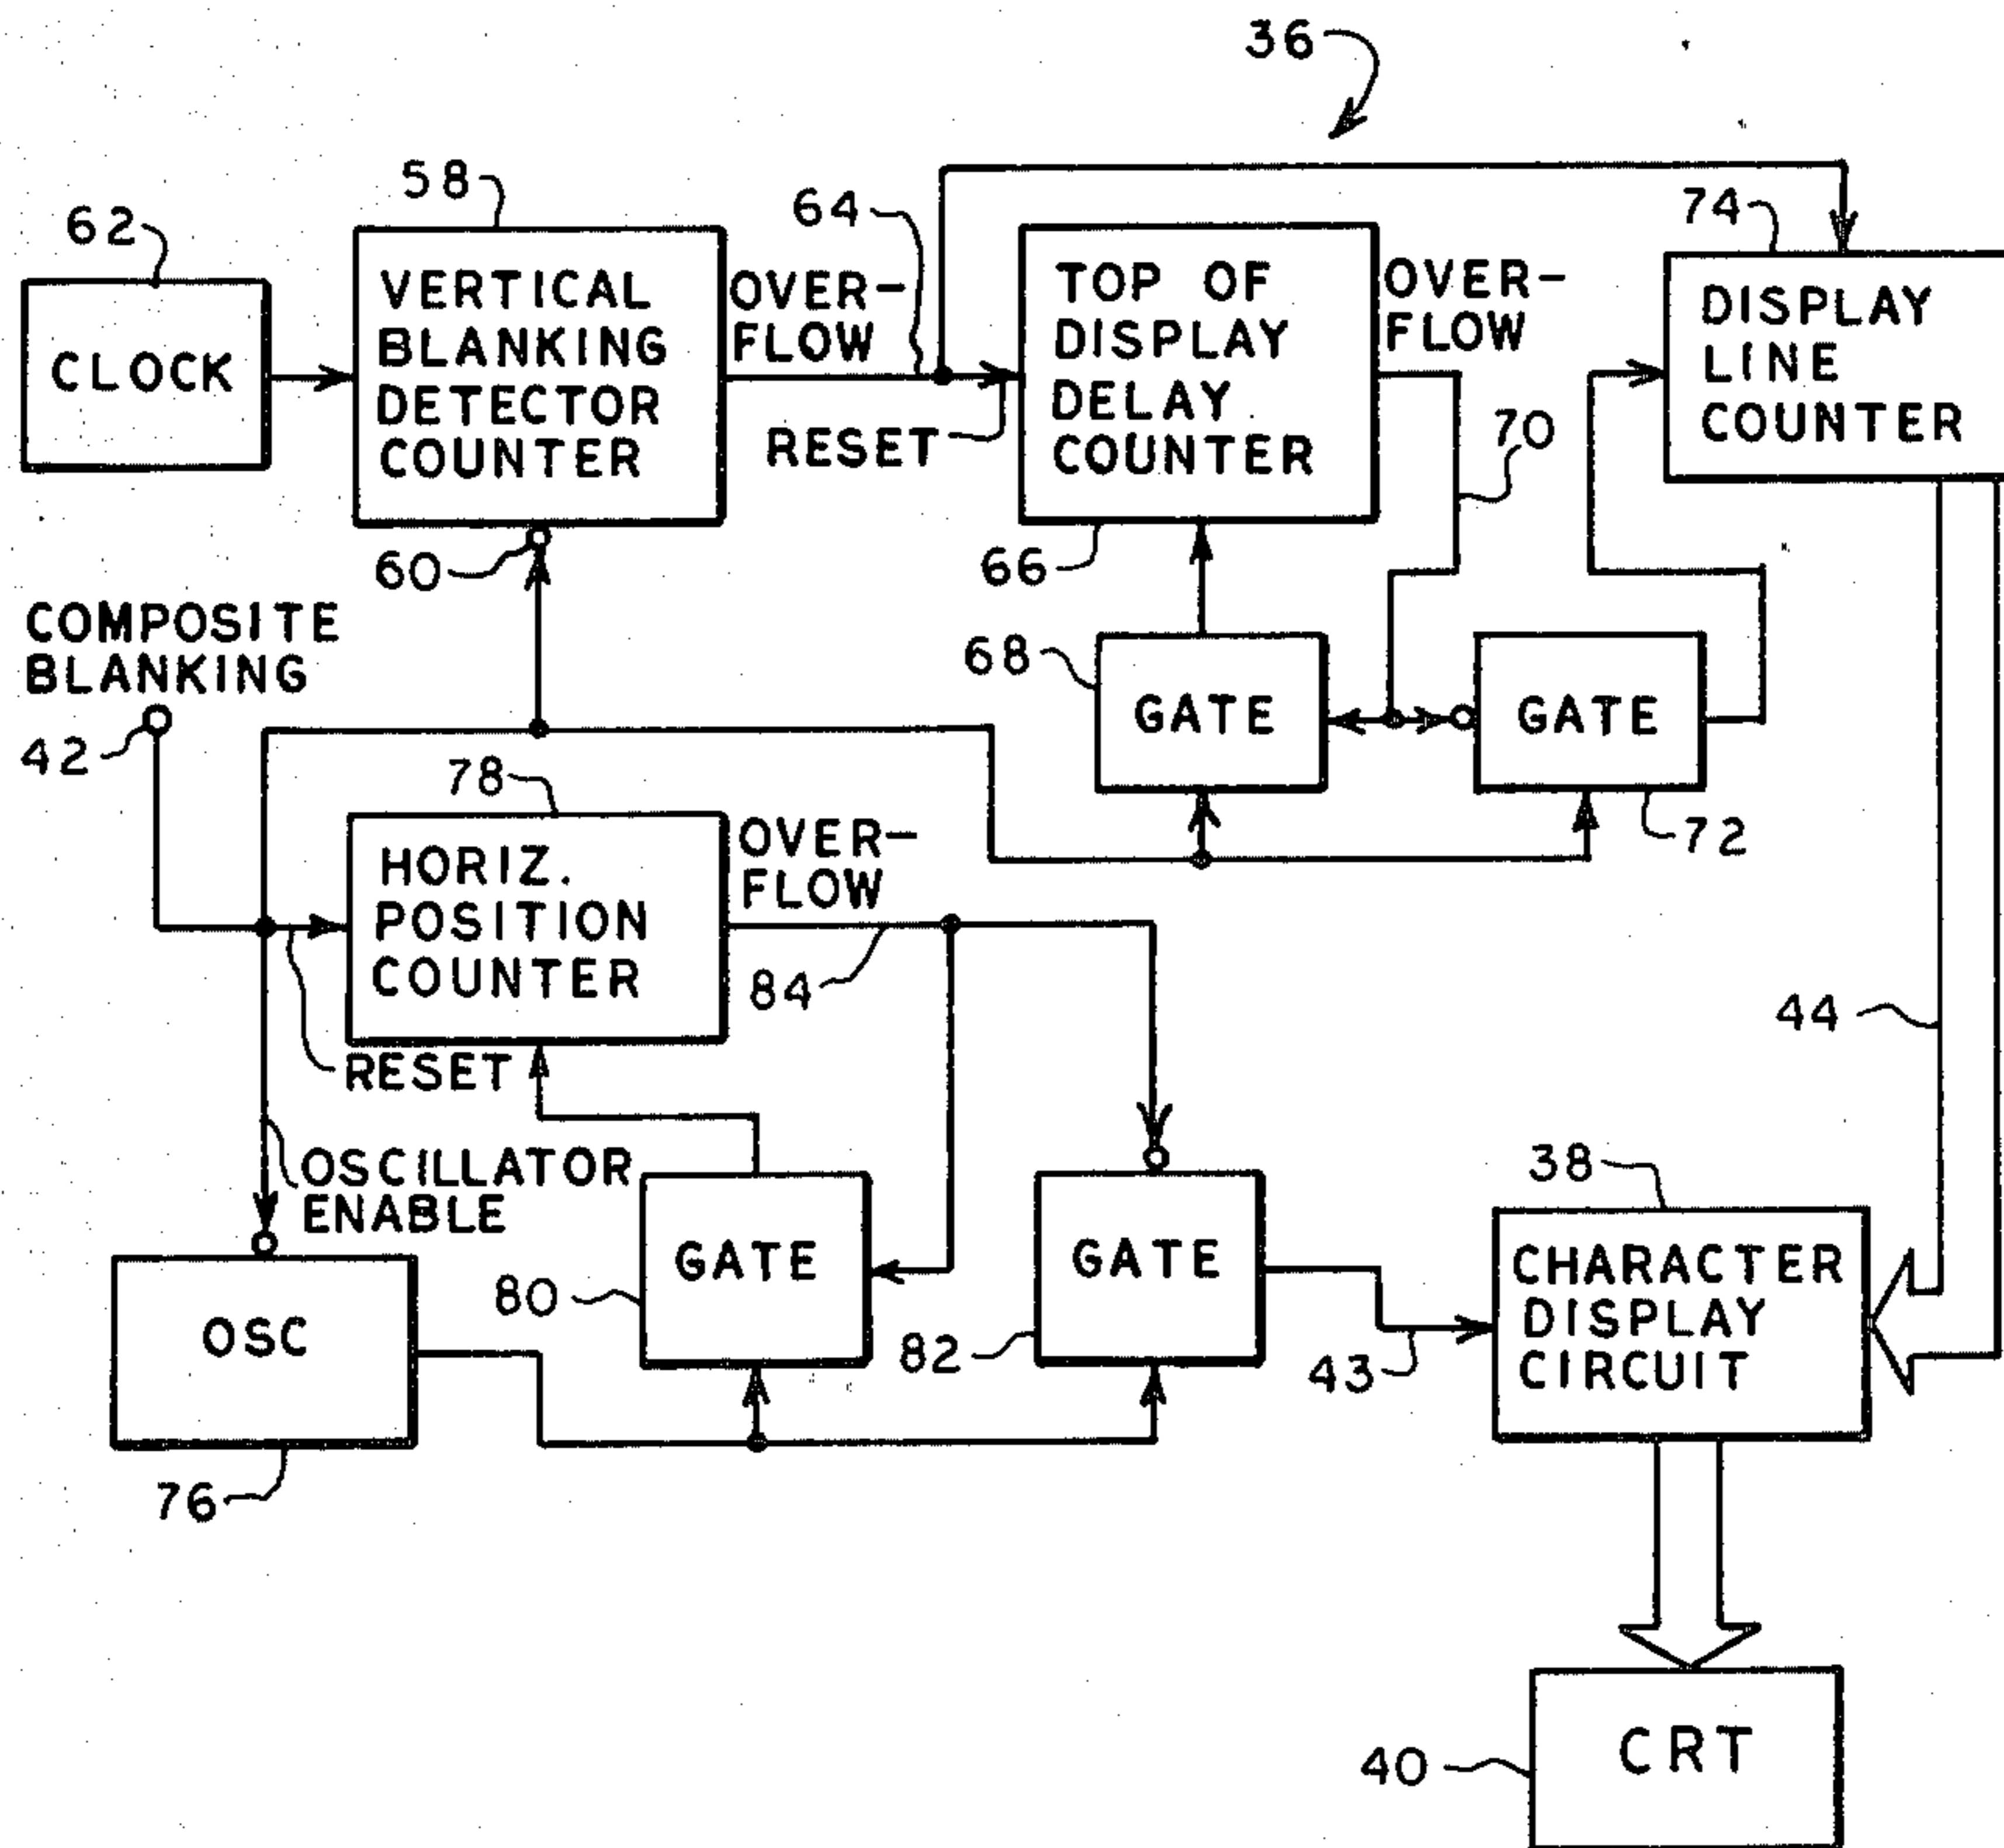 36
58
64
74
62
CLOCK
VERTICAL
BLANKING
DETECTOR
COUNTER
OVER-
FLOW
RESET
TOP OF
DISPLAY
DELAY
COUNTER
OVER-
FLOW
70
DISPLAY
LINE
COUNTER
60
66
COMPOSITE
BLANKING
42
68
GATE
GATE
72
78
HORIZ.
POSITION
COUNTER
OVER-
FLOW
84
44
RESET
OSCILLATOR
ENABLE
OSC
76
80
GATE
82
GATE
43
38
CHARACTER
DISPLAY
CIRCUIT
40
CRT